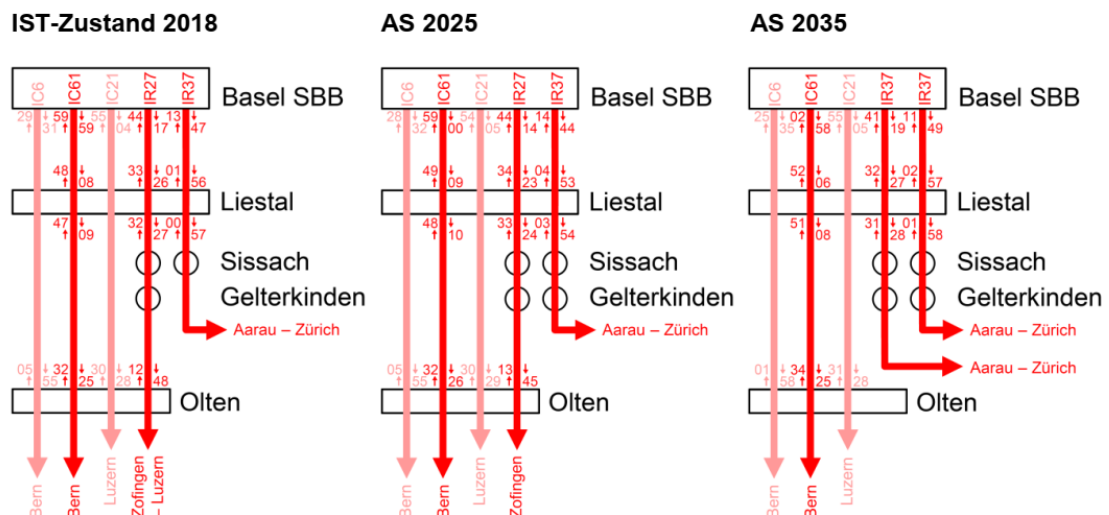 IST-Zustand 2018 AS 2025 AS 2035
IC6 IC61 IC21 IR27 IR37 Basel SBB IC6 IC61 IC21 IR27 IR37 Basel SBB IC6 IC61 IC21 IR37 IR37 Basel SBB
29 59 55 44 13 28 59 54 44 14 25 02 55 41 11
31 59 04 17 47 32 00 05 14 44 35 58 05 19 49
48 33 01 49 34 04 52 32 02
08 26 56 09 23 53 06 27 57
Liestal Liestal Liestal
47 32 00 48 33 03 51 31 01
09 27 57 10 24 54 08 28 58
Sissach Sissach Sissach
Gelterkinden Gelterkinden Gelterkinden
Aarau – Zürich Aarau – Zürich Aarau – Zürich
Aarau – Zürich
05 32 30 12 05 32 30 13 01 34 31
55 25 28 48 55 26 29 45 58 25 28
Olten Olten Olten
Bern Bern Luzern Zofingen – Luzern Bern Bern Luzern Zofingen Bern Bern Luzern